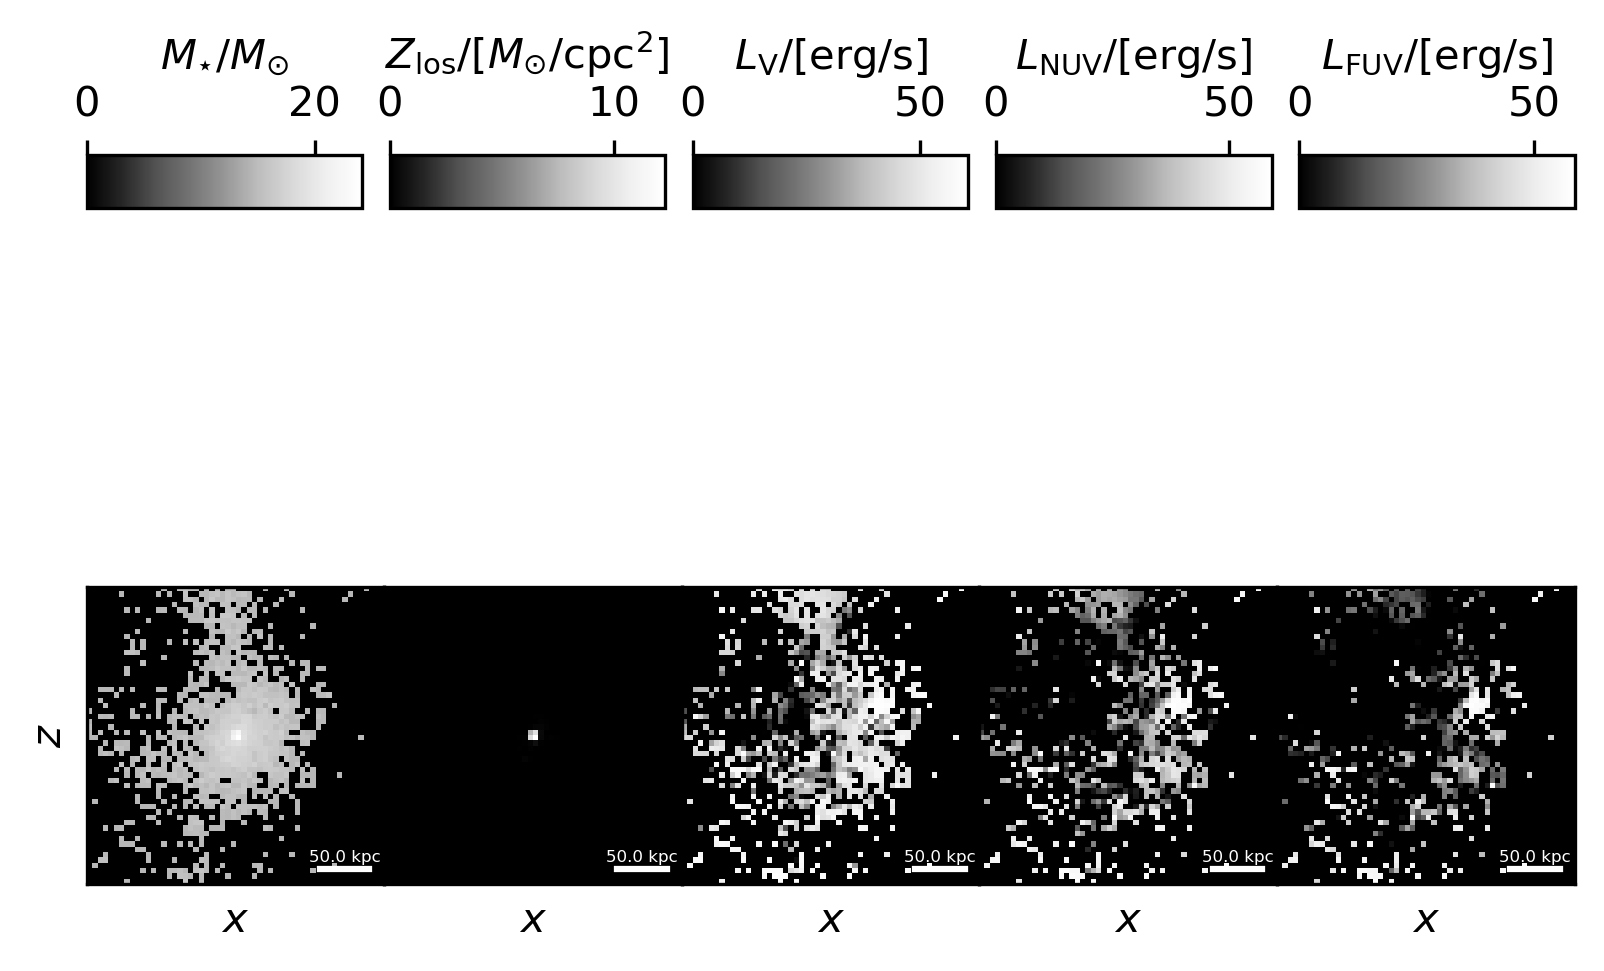 M⋆/M⊙ Z_los/[M⊙/cpc²] L_V/[erg/s] L_NUV/[erg/s] L_FUV/[erg/s]
0 20 0 10 0 50 0 50 0 50
z
50.0 kpc 50.0 kpc 50.0 kpc 50.0 kpc 50.0 kpc
x x x x x